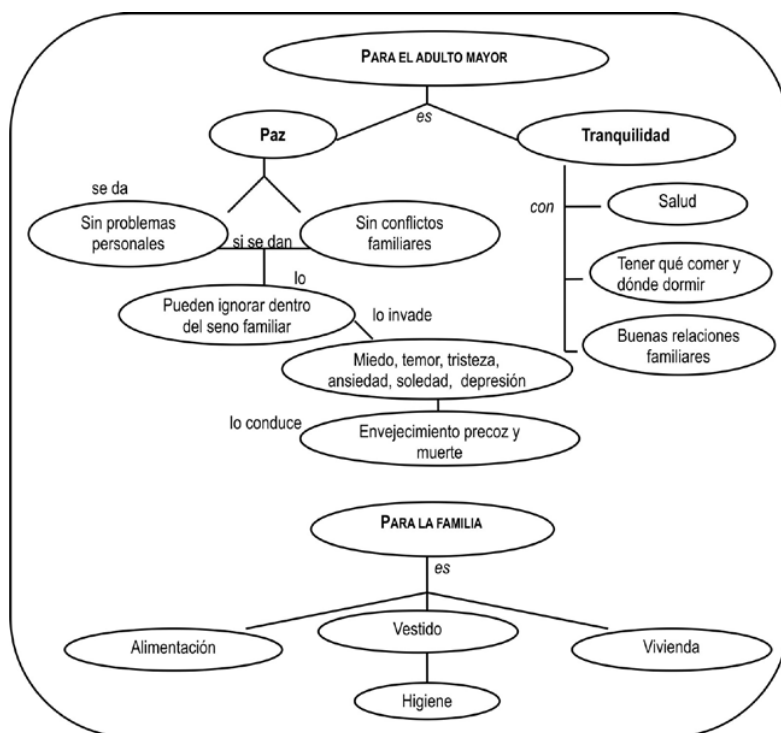 PARA EL ADULTO MAYOR
es
Paz
Tranquilidad
se da
Sin problemas
personales
si se dan
Sin conflictos
familiares
con
Salud
Tener qué comer y
dónde dormir
Buenas relaciones
familiares
lo
Pueden ignorar dentro
del seno familiar
lo invade
Miedo, temor, tristeza,
ansiedad, soledad, depresión
lo conduce
Envejecimiento precoz y
muerte
PARA LA FAMILIA
es
Alimentación
Vestido
Vivienda
Higiene